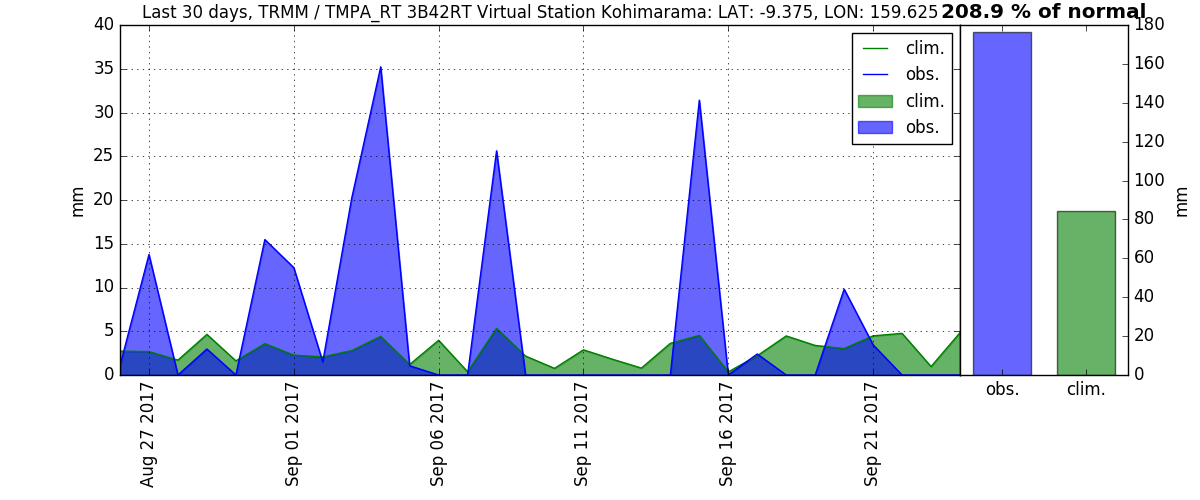 Last 30 days, TRMM / TMPA_RT 3B42RT Virtual Station Kohimarama: LAT: -9.375, LON: 159.625 208.9 % of normal
40
35
30
25
20
15
10
5
0
mm
clim.
obs.
clim.
obs.
Aug 27 2017
Sep 01 2017
Sep 06 2017
Sep 11 2017
Sep 16 2017
Sep 21 2017
180
160
140
120
100
80
60
40
20
0
mm
obs. clim.